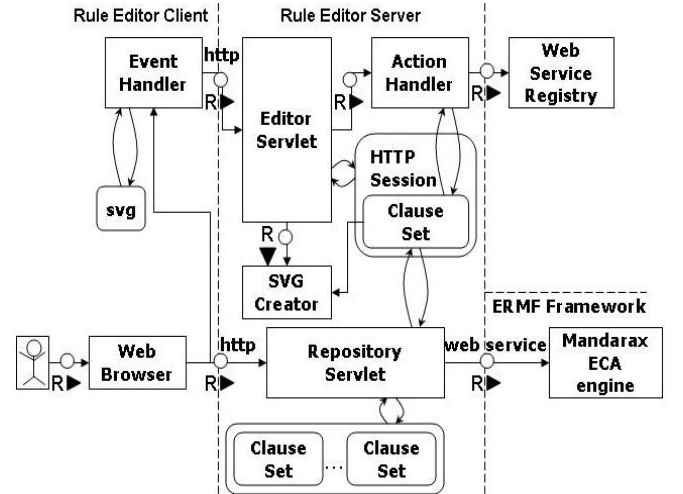 Rule Editor Client
Rule Editor Server
Event
Handler
http
R
Editor
Servlet
R
Action
Handler
R
Web
Service
Registry
HTTP
Session
Clause
Set
svg
R
SVG
Creator
ERMF Framework
R
Web
Browser
http
R
Repository
Servlet
web service
R
Mandarax
ECA
engine
Clause
Set
...
Clause
Set